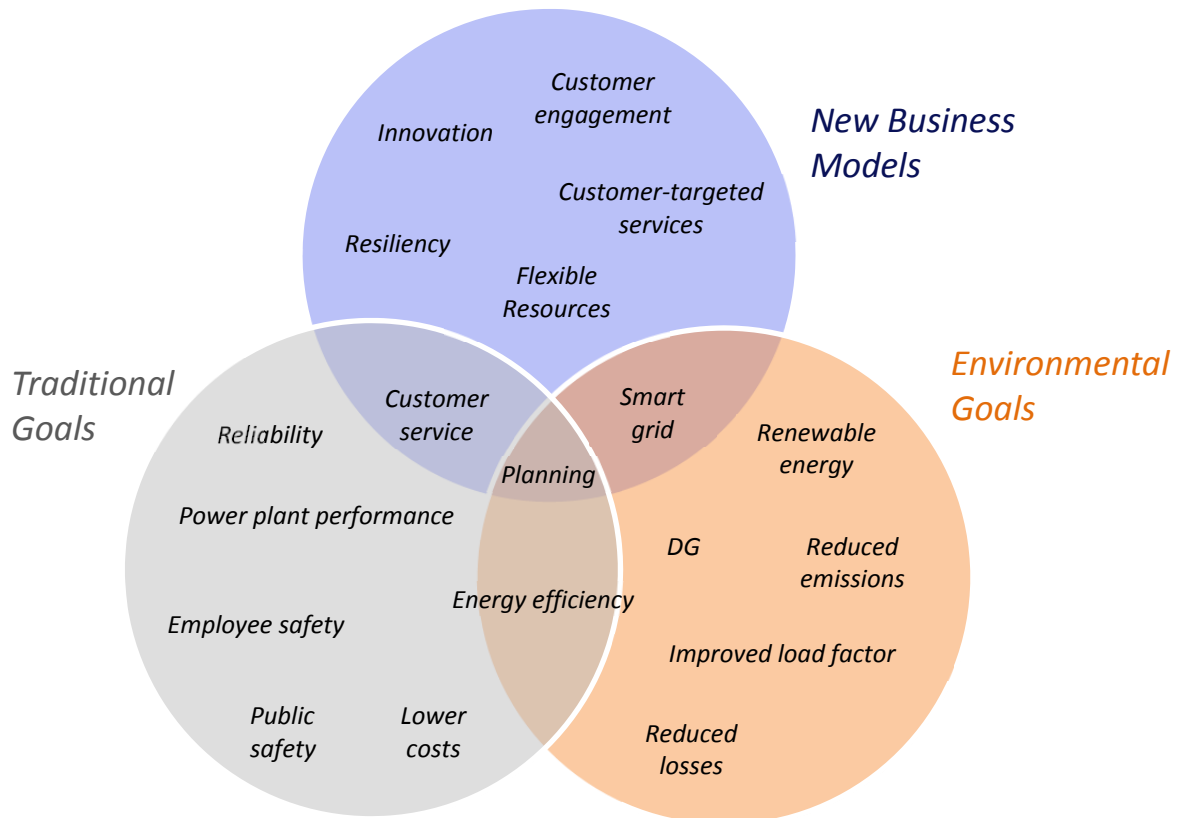 Customer
engagement
Innovation
New Business
Models
Customer-targeted
services
Resiliency
Flexible
Resources
Traditional
Goals
Environmental
Goals
Customer
service
Smart
grid
Reliability
Renewable
energy
Planning
Power plant performance
DG
Reduced
emissions
Energy efficiency
Employee safety
Improved load factor
Public
safety
Lower
costs
Reduced
losses